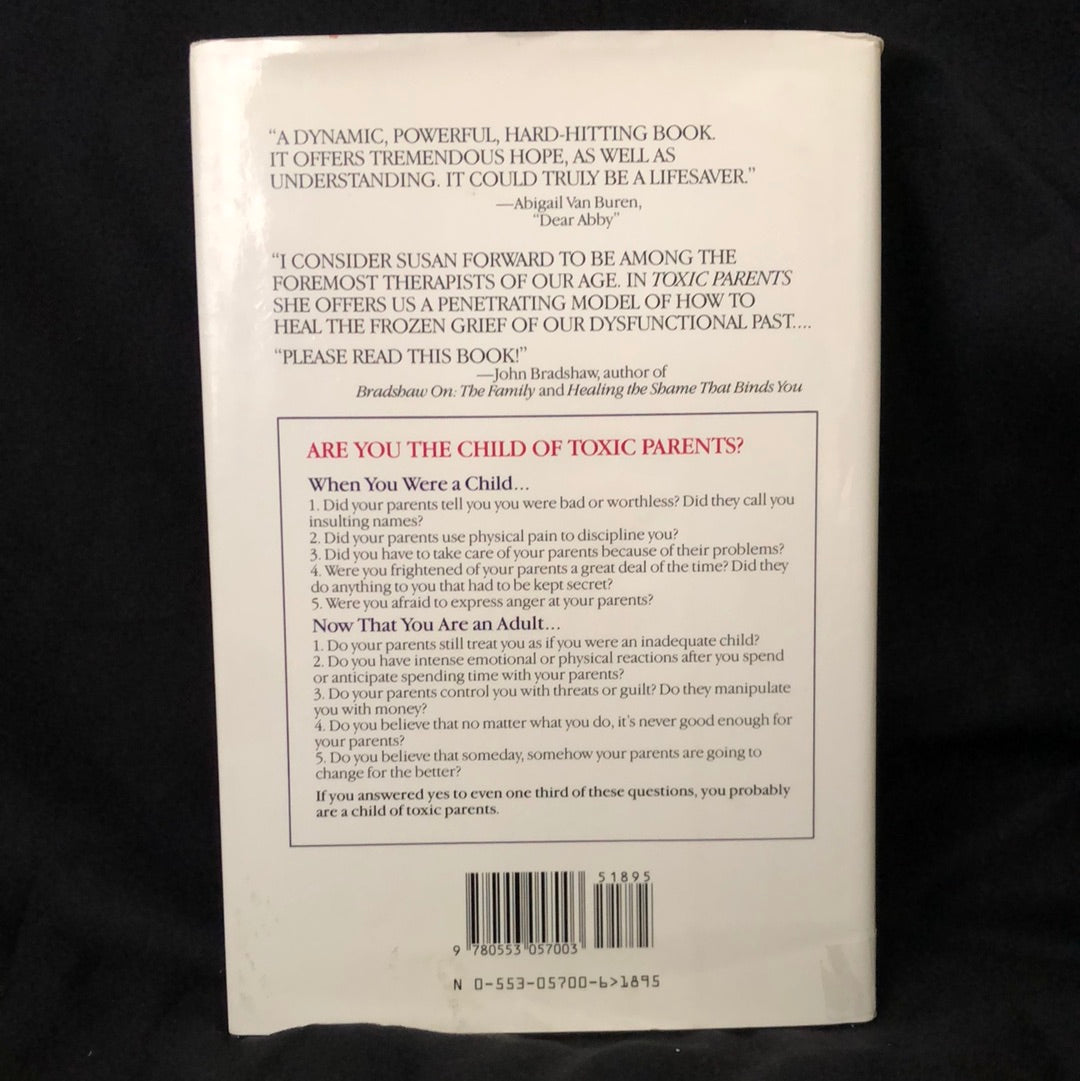 “A DYNAMIC, POWERFUL, HARD-HITTING BOOK.
IT OFFERS TREMENDOUS HOPE, AS WELL AS
UNDERSTANDING. IT COULD TRULY BE A LIFESAVER.”
—Abigail Van Buren,
“Dear Abby”
“I CONSIDER SUSAN FORWARD TO BE AMONG THE
FOREMOST THERAPISTS OF OUR AGE. IN TOXIC PARENTS
SHE OFFERS US A PENETRATING MODEL OF HOW TO
HEAL THE FROZEN GRIEF OF OUR DYSFUNCTIONAL PAST....
“PLEASE READ THIS BOOK!”
—John Bradshaw, author of
Bradshaw On: The Family and Healing the Shame That Binds You
ARE YOU THE CHILD OF TOXIC PARENTS?
When You Were a Child...
1. Did your parents tell you you were bad or worthless? Did they call you
insulting names?
2. Did your parents use physical pain to discipline you?
3. Did you have to take care of your parents because of their problems?
4. Were you frightened of your parents a great deal of the time? Did they
do anything to you that had to be kept secret?
5. Were you afraid to express anger at your parents?
Now That You Are an Adult...
1. Do your parents still treat you as if you were an inadequate child?
2. Do you have intense emotional or physical reactions after you spend
or anticipate spending time with your parents?
3. Do your parents control you with threats or guilt? Do they manipulate
you with money?
4. Do you believe that no matter what you do, it's never good enough for
your parents?
5. Do you believe that someday, somehow your parents are going to
change for the better?
If you answered yes to even one third of these questions, you probably
are a child of toxic parents.
51895
9 780553 057003
N 0-553-05700-6>1895